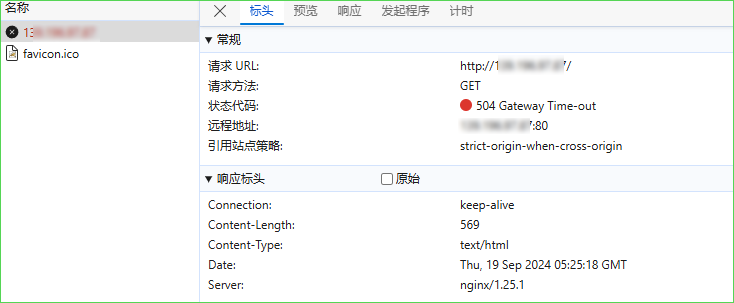 名称
标头 预览 响应 发起程序 计时
favicon.ico
▼ 常规
请求 URL: http://1 /
请求方法: GET
状态代码: 504 Gateway Time-out
远程地址: :80
引用站点策略: strict-origin-when-cross-origin
▼ 响应标头 原始
Connection: keep-alive
Content-Length: 569
Content-Type: text/html
Date: Thu, 19 Sep 2024 05:25:18 GMT
Server: nginx/1.25.1